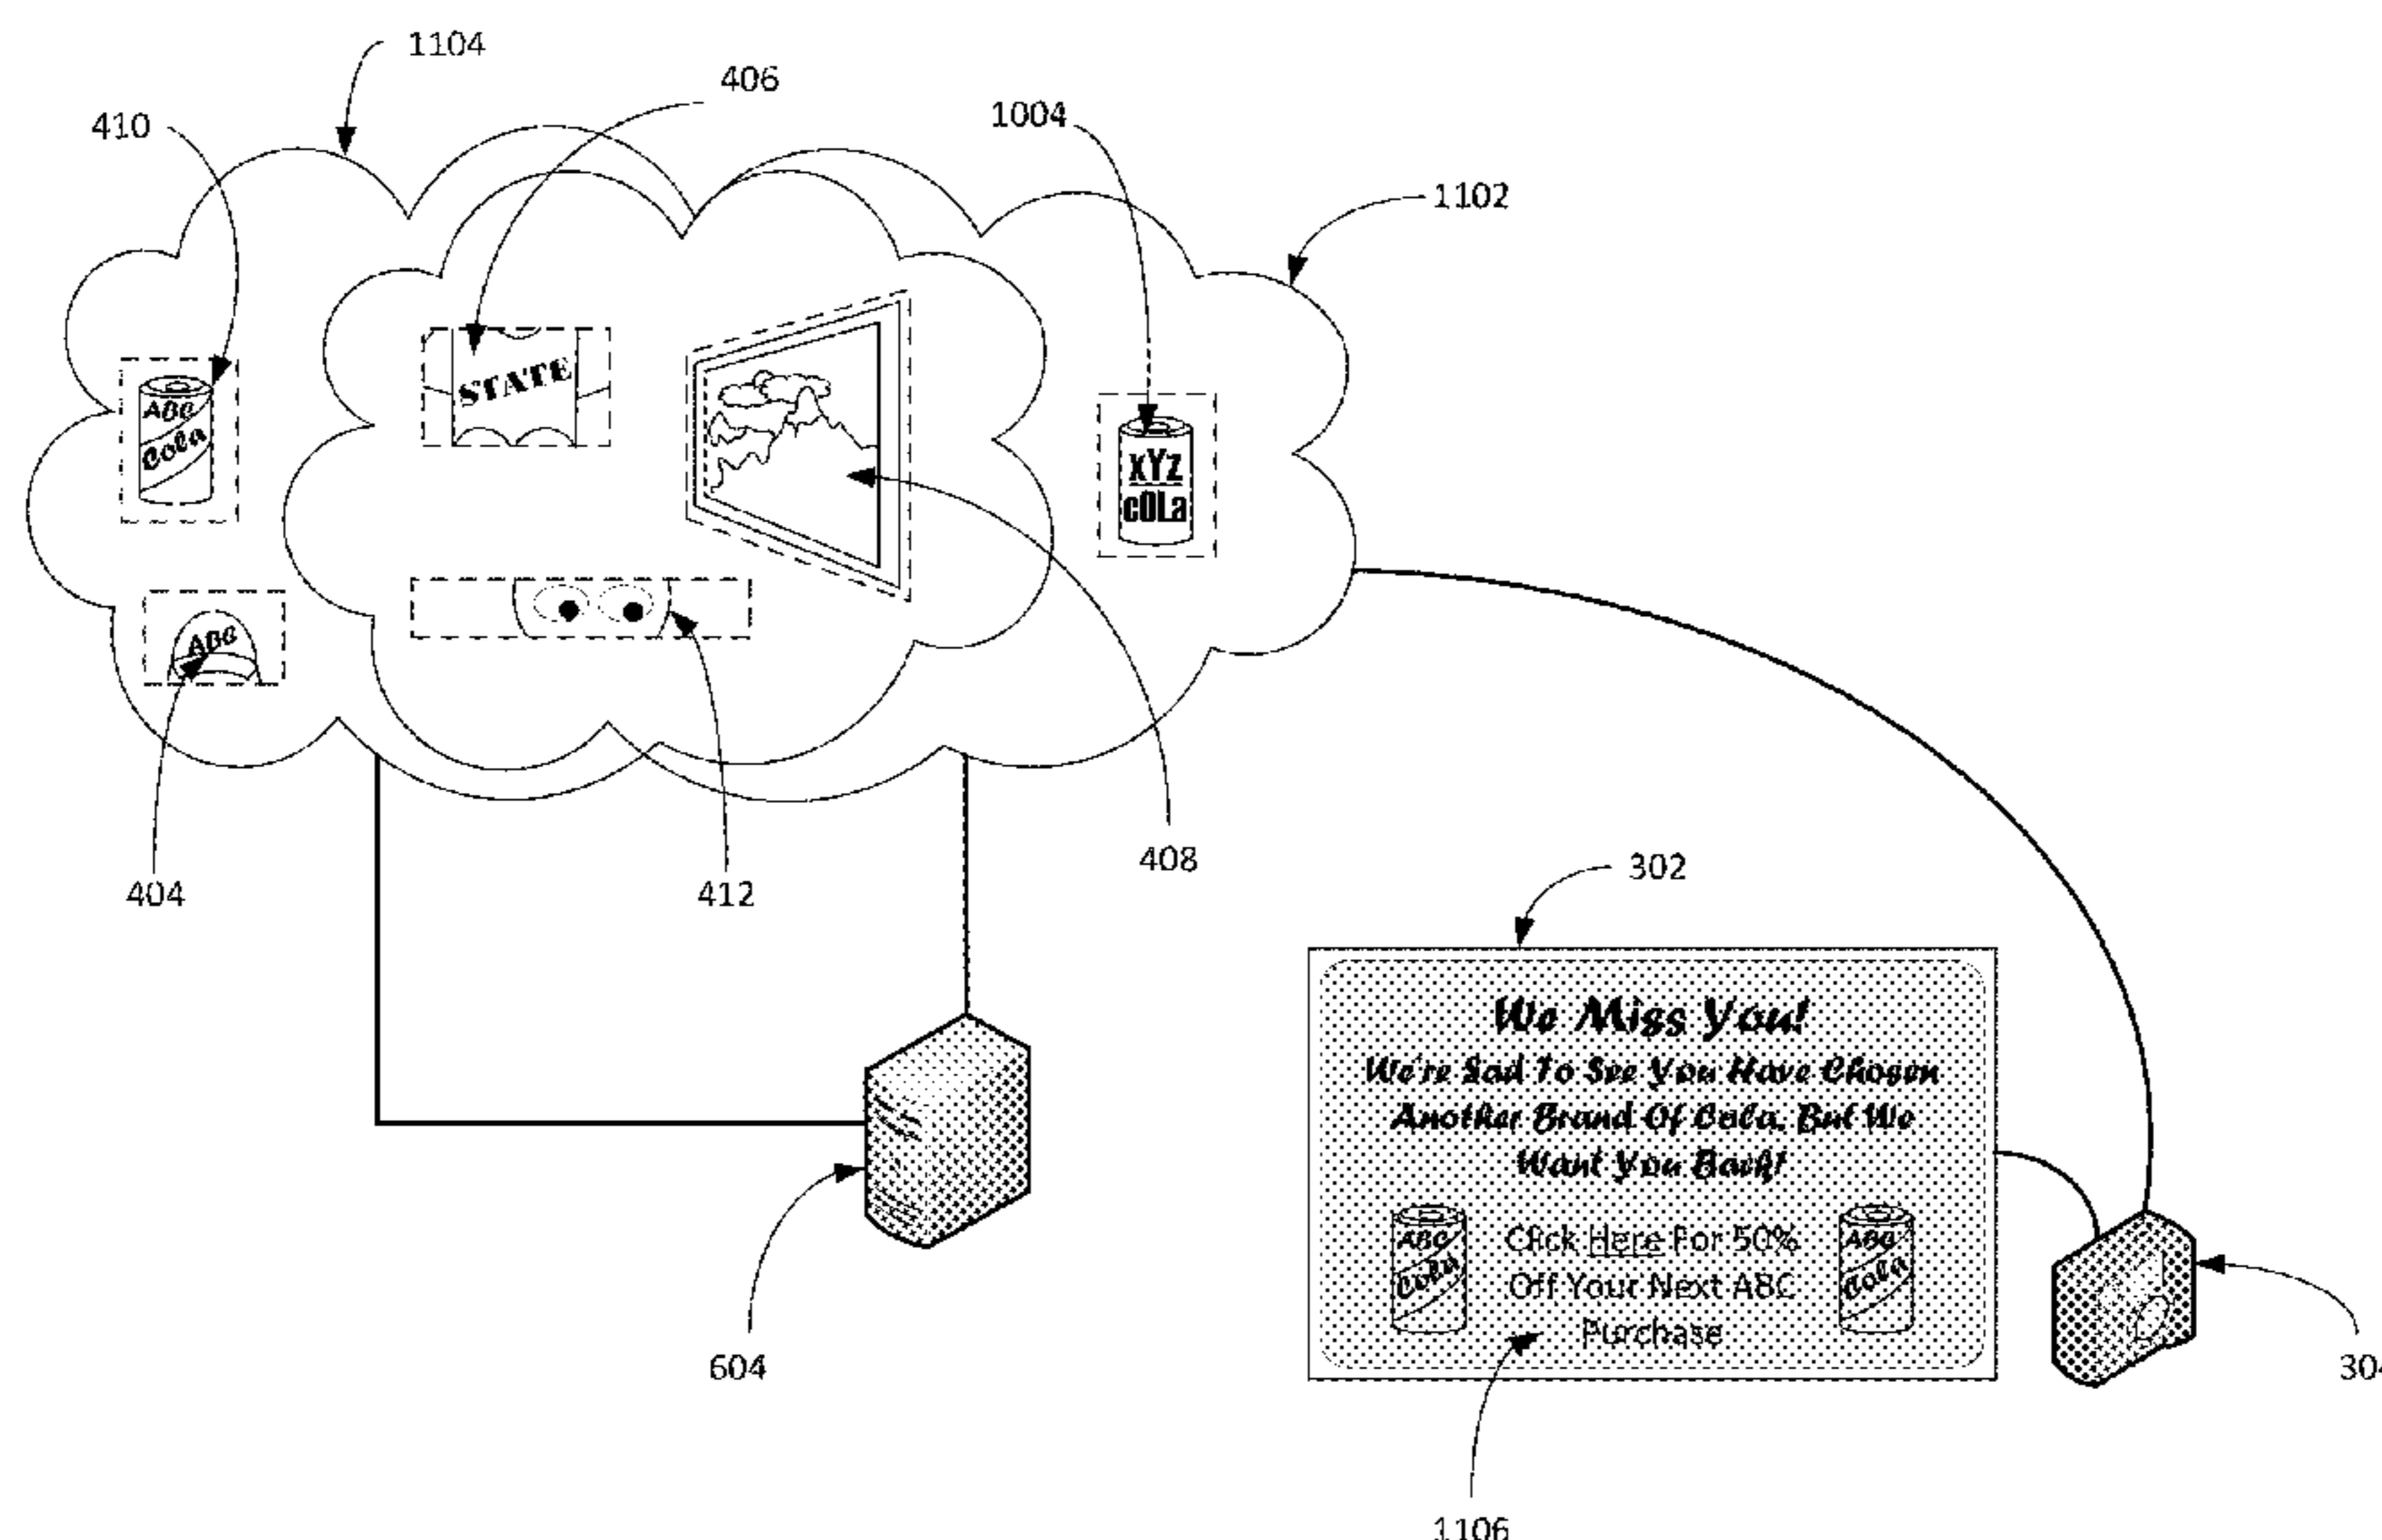 1104
406
410
1004
1102
STATE
ABC
Cola
XYZ
cOLa
ABC
408
404
412
302
We Miss You!
We're Sad To See You Have Chosen
Another Brand Of Cola. But We
Want You Back!
ABC
Cola
Click Here For 50%
Off Your Next ABC
Purchase
ABC
Cola
604
304
1106